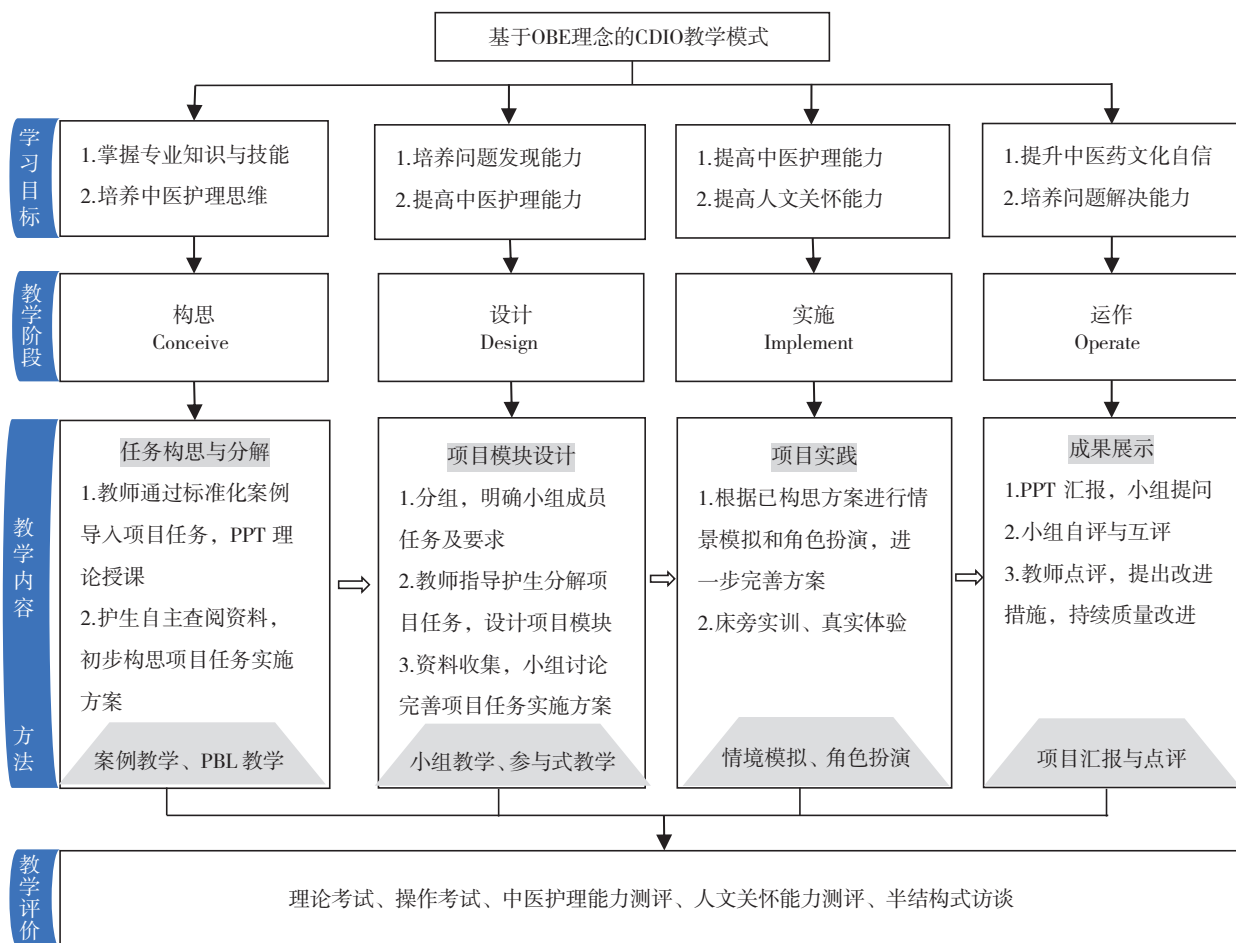 基于OBE理念的CDIO教学模式
学习目标
1.掌握专业知识与技能
2.培养中医护理思维
1.培养问题发现能力
2.提高中医护理能力
1.提高中医护理能力
2.提高人文关怀能力
1.提升中医药文化自信
2.培养问题解决能力
教学阶段
构思
Conceive
设计
Design
实施
Implement
运作
Operate
教学内容
方法
任务构思与分解
1.教师通过标准化案例
导入项目任务，PPT 理
论授课
2.护生自主查阅资料，
初步构思项目任务实施
方案
案例教学、PBL 教学
项目模块设计
1.分组，明确小组成员
任务及要求
2.教师指导护生分解项
目任务，设计项目模块
3.资料收集，小组讨论
完善项目任务实施方案
小组教学、参与式教学
项目实践
1.根据已构思方案进行情
景模拟和角色扮演，进
一步完善方案
2.床旁实训、真实体验
情境模拟、角色扮演
成果展示
1.PPT 汇报，小组提问
2.小组自评与互评
3.教师点评，提出改进
措施，持续质量改进
项目汇报与点评
教学评价
理论考试、操作考试、中医护理能力测评、人文关怀能力测评、半结构式访谈